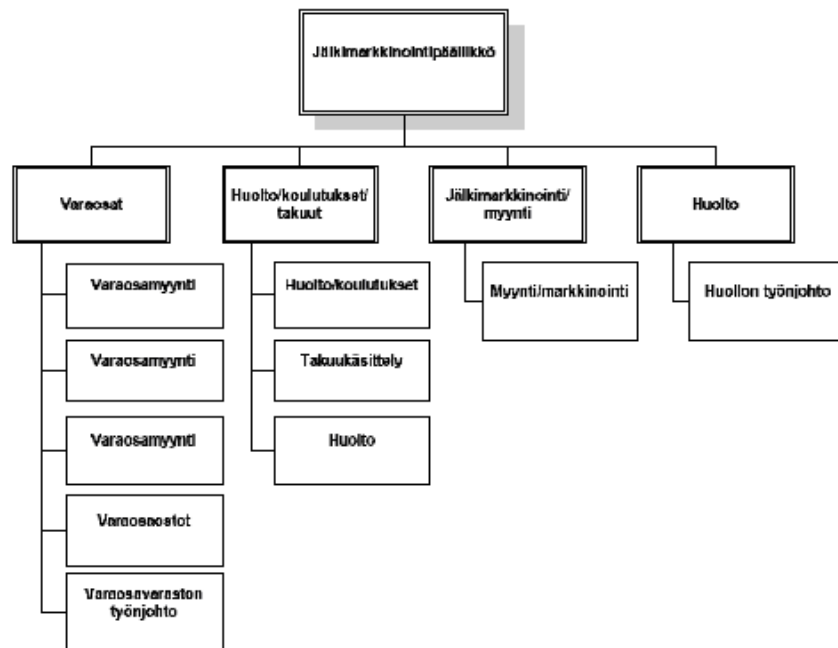 Jälkimarkkinointipäällikkö
Varaosat
Huolto/koulutukset/
takuut
Jälkimarkkinointi/
myynti
Huolto
Varaosamyynti
Varaosamyynti
Varaosamyynti
Varaosaostot
Varaosavaraston
työnjohto
Huolto/koulutukset
Takuukäsittely
Huolto
Myynti/markkinointi
Huollon työnjohto